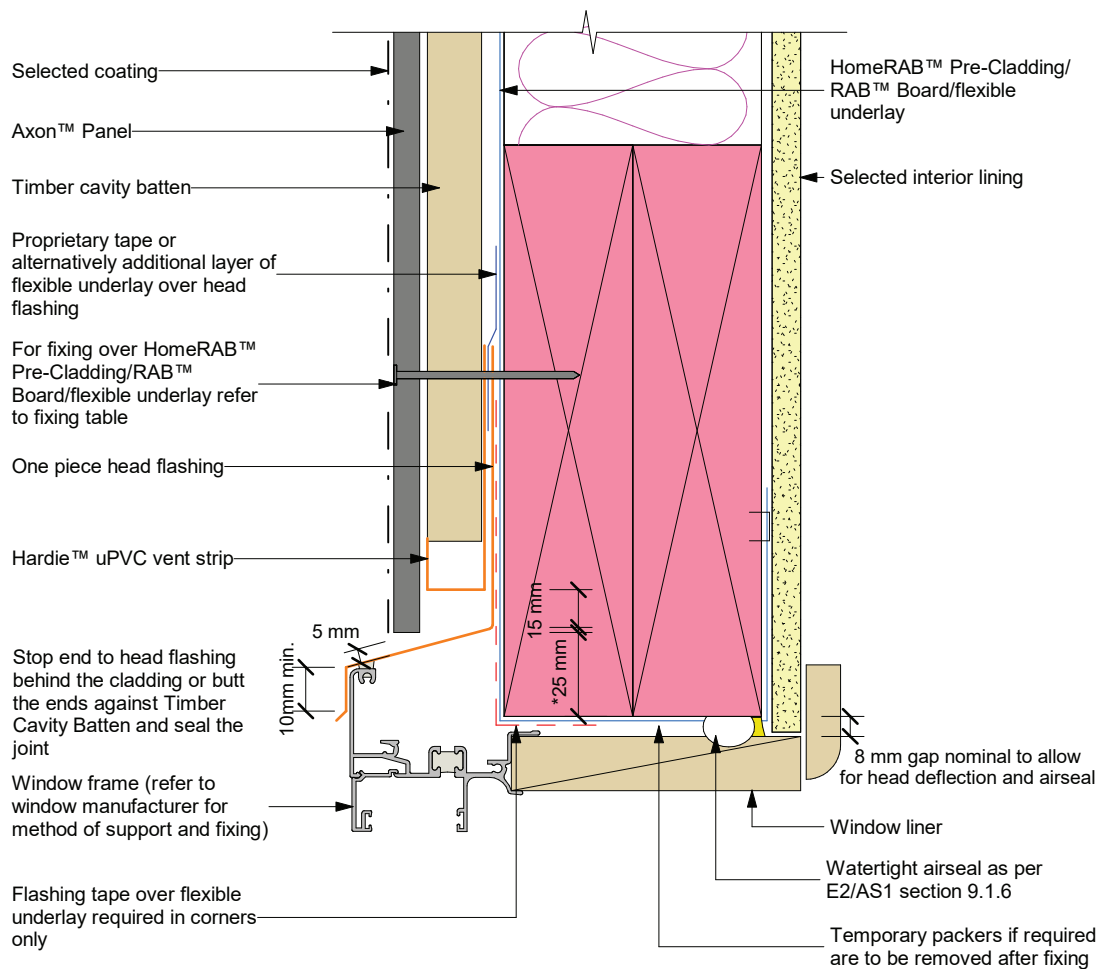 Selected coating
Axon™ Panel
Timber cavity batten
Proprietary tape or
alternatively additional layer of
flexible underlay over head
flashing
For fixing over HomeRAB™
Pre-Cladding/RAB™
Board/flexible underlay refer
to fixing table
One piece head flashing
Hardie™ uPVC vent strip
5 mm
10mm min.
15 mm
*25 mm
Stop end to head flashing
behind the cladding or butt
the ends against Timber
Cavity Batten and seal the
joint
Window frame (refer to
window manufacturer for
method of support and fixing)
Flashing tape over flexible
underlay required in corners
only
HomeRAB™ Pre-Cladding/
RAB™ Board/flexible
underlay
Selected interior lining
8 mm gap nominal to allow
for head deflection and airseal
Window liner
Watertight airseal as per
E2/AS1 section 9.1.6
Temporary packers if required
are to be removed after fixing